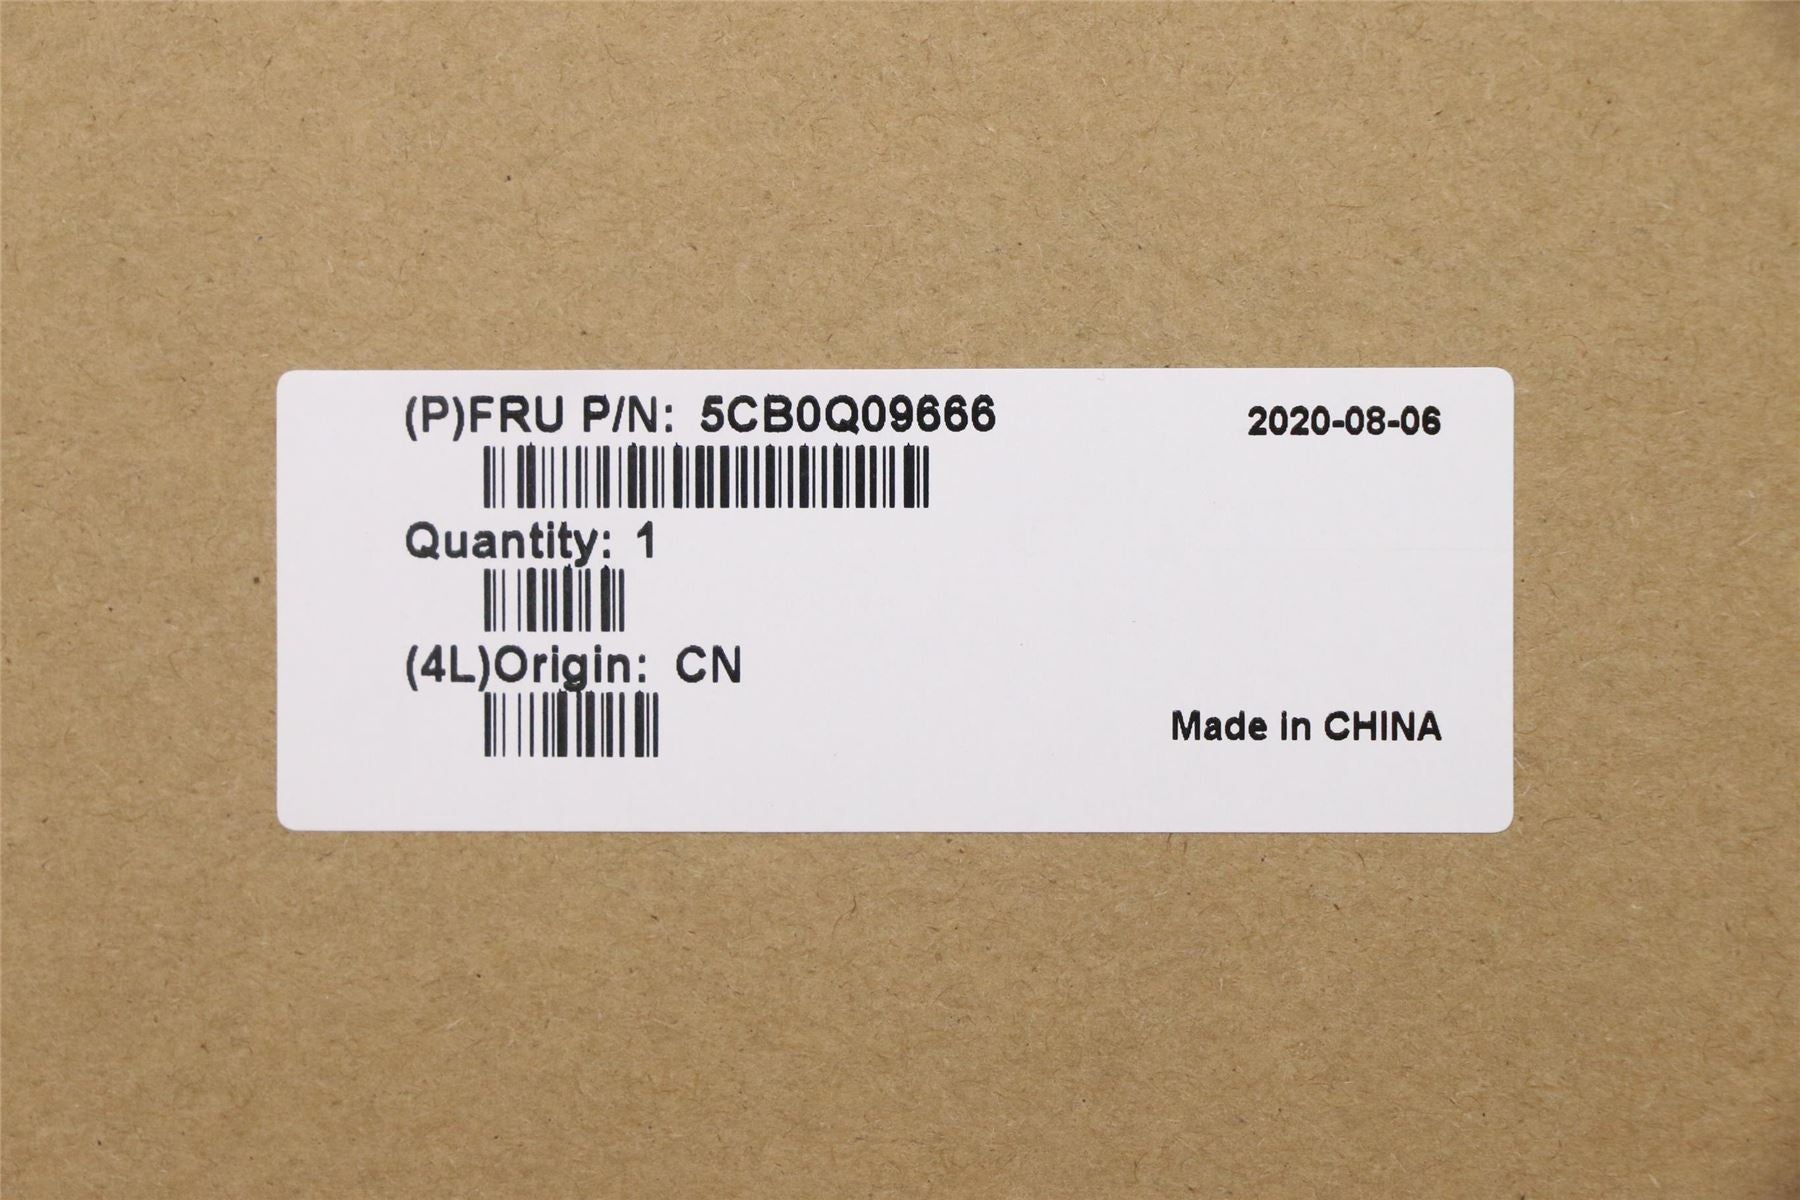 (P)FRU P/N: 5CB0Q09666
2020-08-06
Quantity: 1
(4L)Origin: CN
Made in CHINA